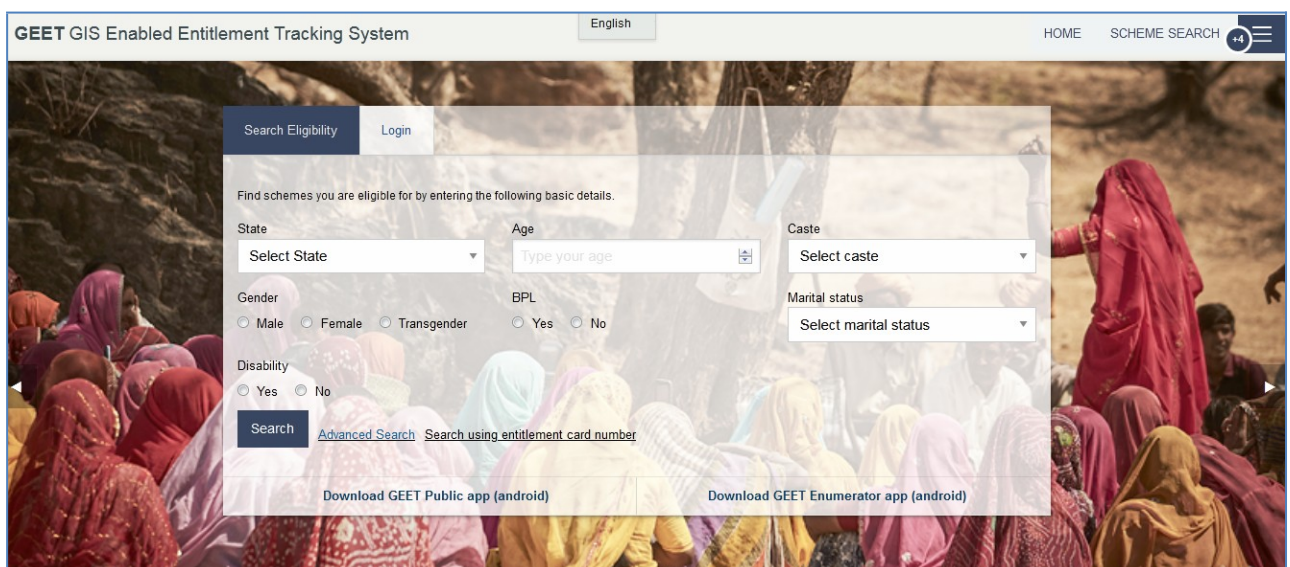 GEET GIS Enabled Entitlement Tracking System
English
HOME SCHEME SEARCH +4
Search Eligibility Login
Find schemes you are eligible for by entering the following basic details.
State Age Caste
Select State Type your age Select caste
Gender BPL Marital status
Male Female Transgender Yes No Select marital status
Disability
Yes No
Search Advanced Search Search using entitlement card number
Download GEET Public app (android) Download GEET Enumerator app (android)